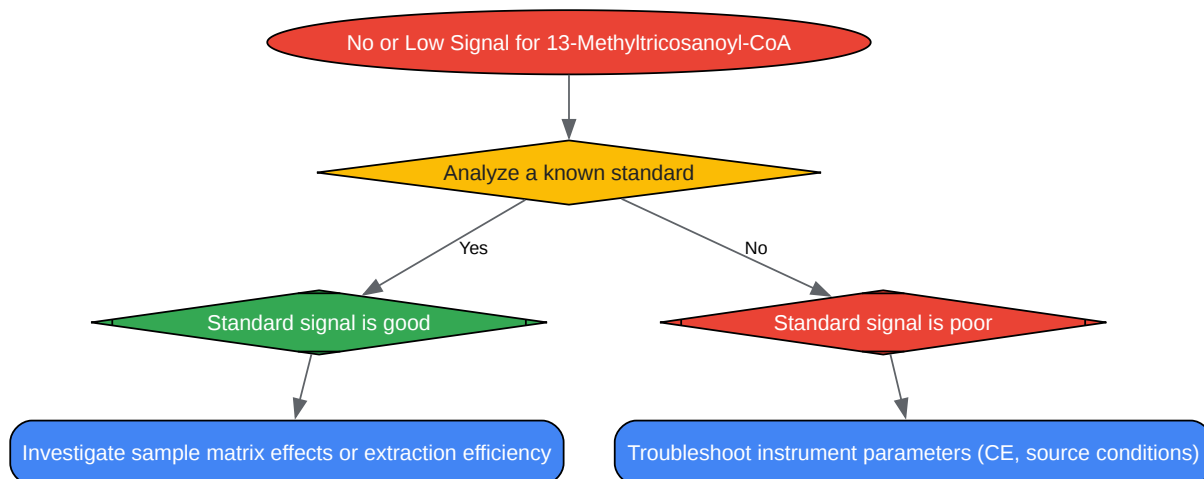 No or Low Signal for 13-Methyltricosanoyl-CoA
Analyze a known standard
Yes
No
Standard signal is good
Standard signal is poor
Investigate sample matrix effects or extraction efficiency
Troubleshoot instrument parameters (CE, source conditions)